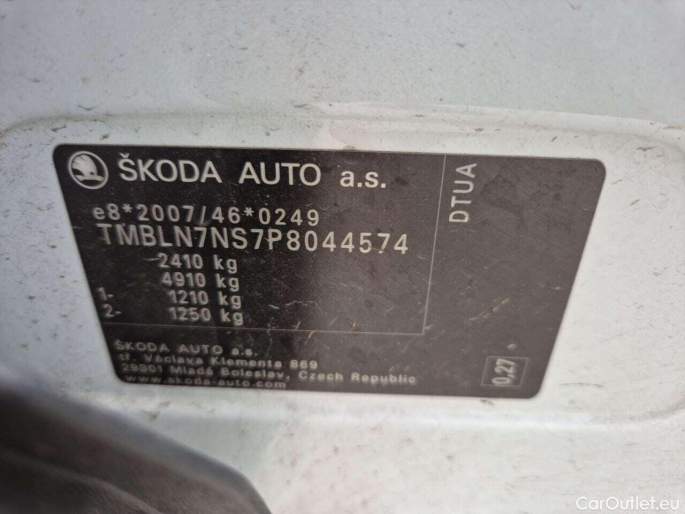 ŠKODA AUTO a.s.
e8*2007/46*0249
TMBLN7NS7P8044574
2410 kg
4910 kg
1- 1210 kg
2- 1250 kg
DTUA
ŠKODA AUTO a.s.
tř. Václava Klementa 869
29301 Mladá Boleslav, Czech Republic
www.skoda-auto.com
0,27
CarOutlet.eu